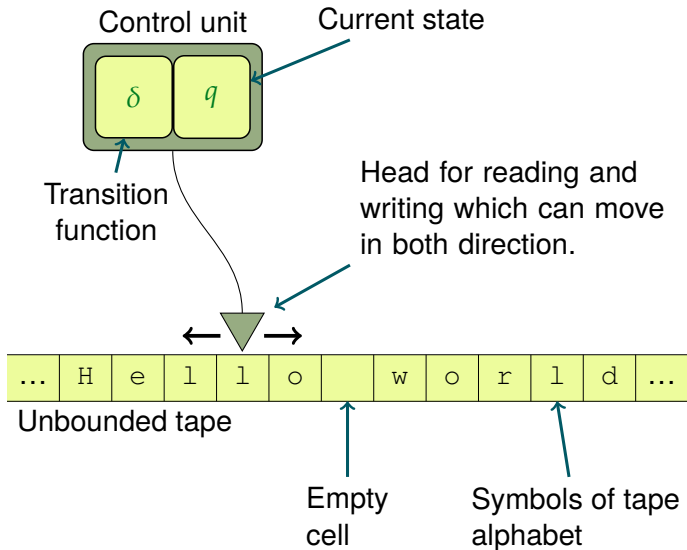 Control unit
Current state
δ q
Transition
function
Head for reading and
writing which can move
in both direction.
... H e l l o w o r l d ...
Unbounded tape
Empty
cell
Symbols of tape
alphabet